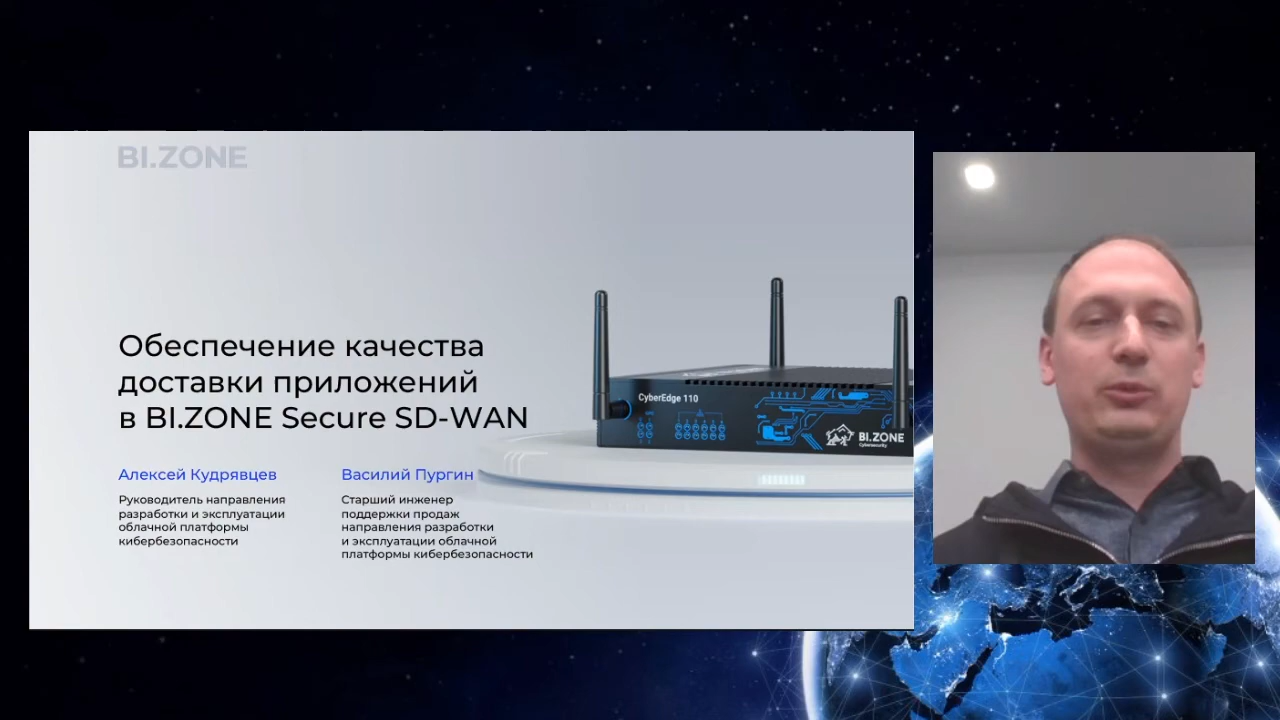 BI.ZONE
Обеспечение качества
доставки приложений
в BI.ZONE Secure SD-WAN
Алексей Кудрявцев
Руководитель направления
разработки и эксплуатации
облачной платформы
кибербезопасности
Василий Пургин
Старший инженер
поддержки продаж
направления разработки
и эксплуатации облачной
платформы кибербезопасности
CyberEdge 110
BI.ZONE
Cybersecurity